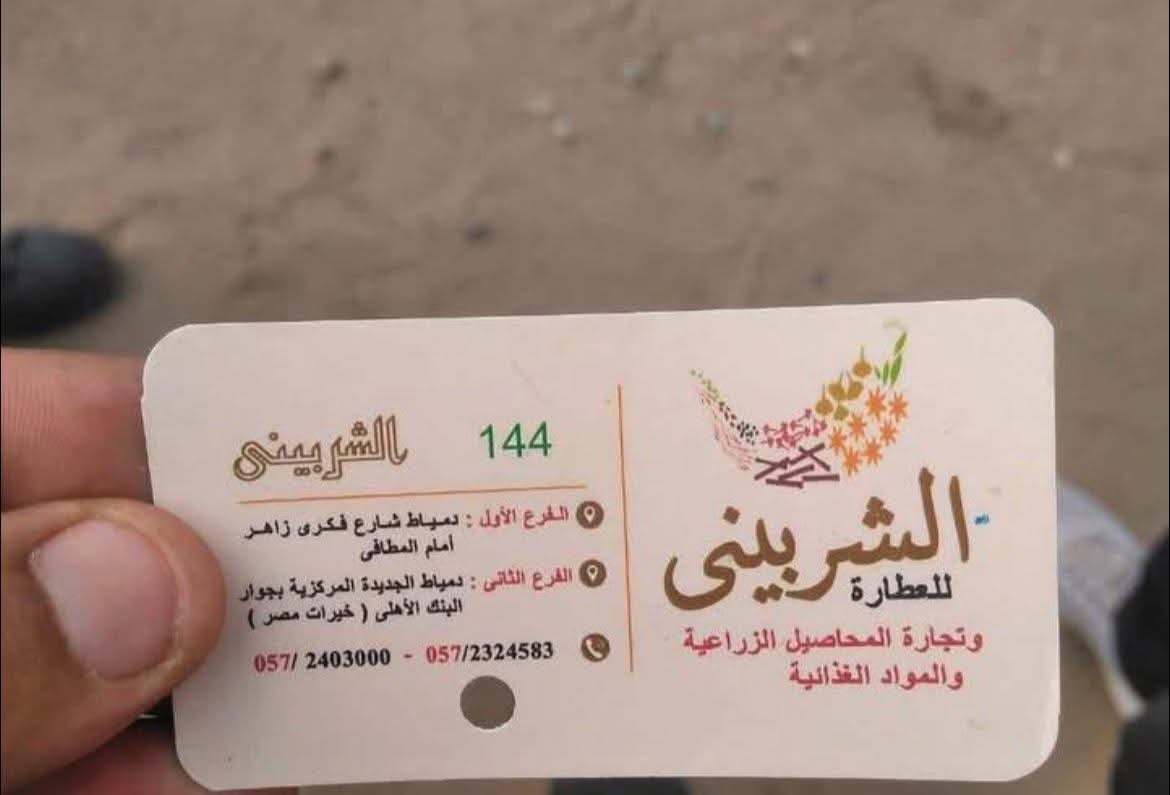 الشربينى
للعطارة
وتجارة المحاصيل الزراعية
والمواد الغذائية
144
الشربينى
الفرع الأول : دمياط شارع فكرى زاهر
أمام المطافى
الفرع الثانى : دمياط الجديدة المركزية بجوار
البنك الأهلى ( خيرات مصر )
057/2324583 - 057/ 2403000